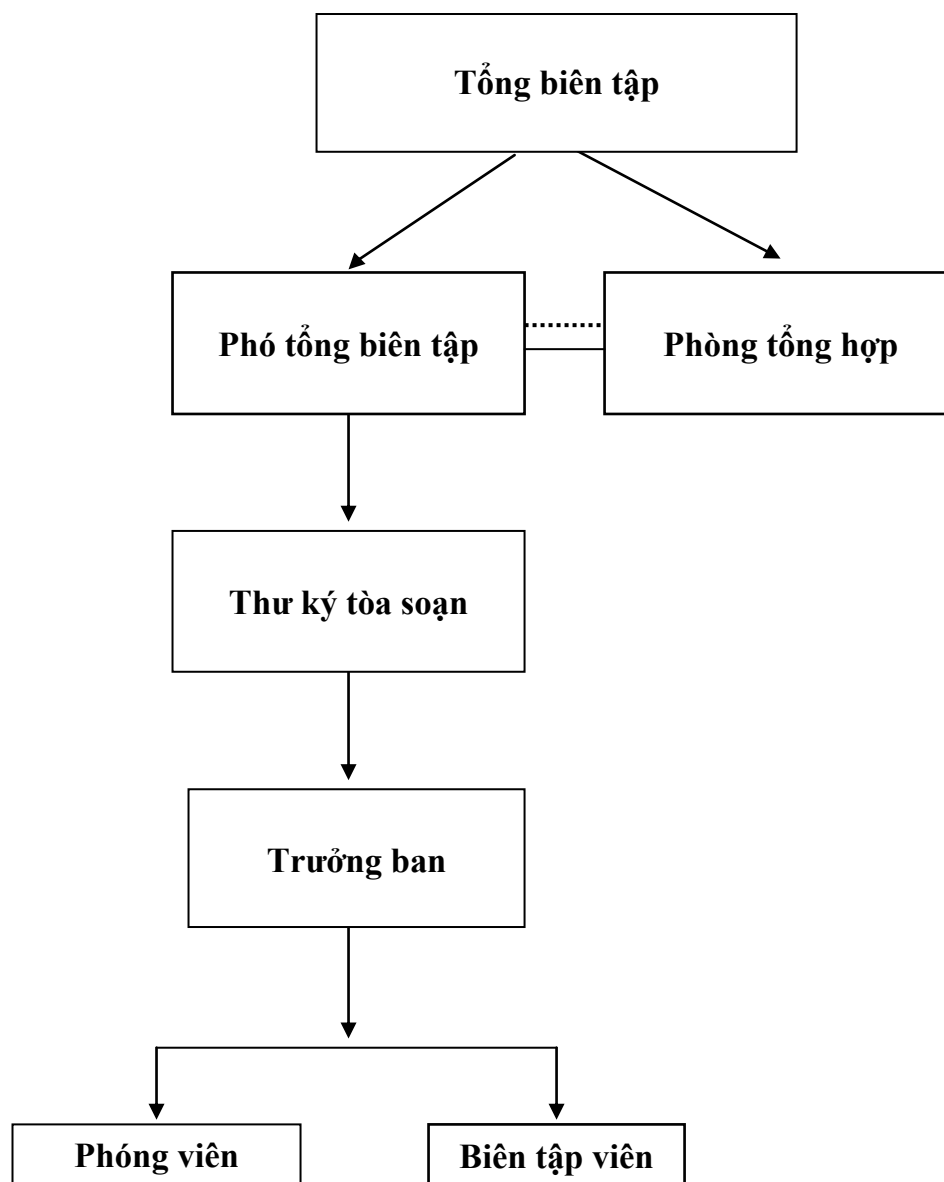 Tổng biên tập
Phó tổng biên tập
Phòng tổng hợp
Thư ký tòa soạn
Trưởng ban
Phóng viên
Biên tập viên